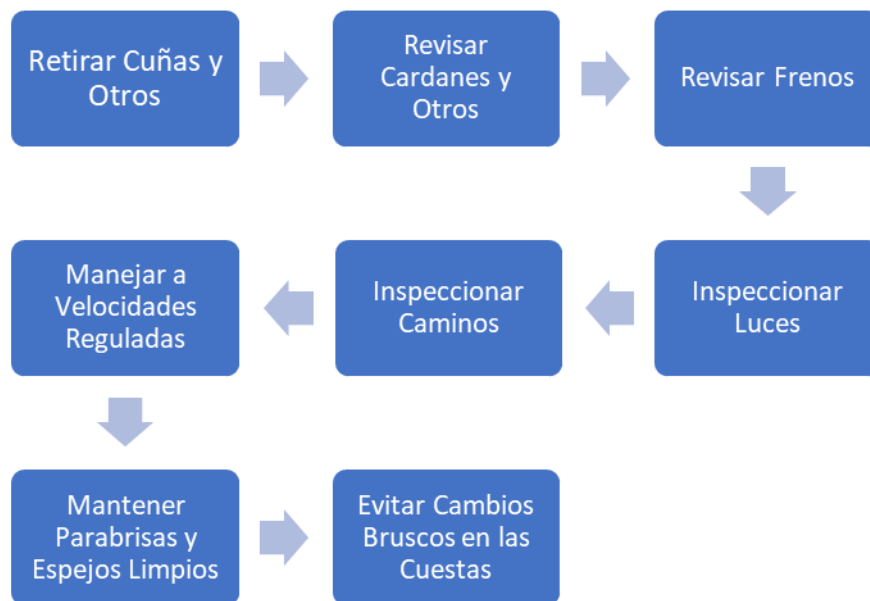 Retirar Cuñas y
Otros
Revisar
Cardanes y
Otros
Revisar Frenos
Inspeccionar
Luces
Inspeccionar
Caminos
Manejar a
Velocidades
Reguladas
Mantener
Parabrisas y
Espejos Limpios
Evitar Cambios
Bruscos en las
Cuestas